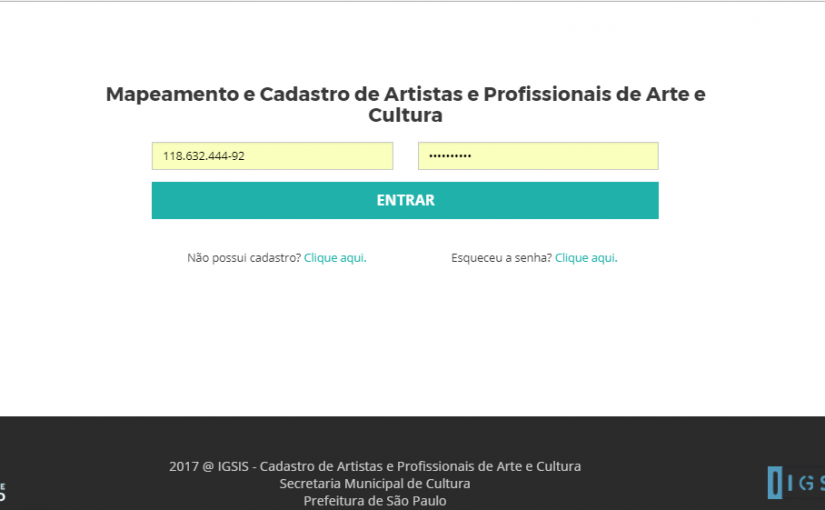 Mapeamento e Cadastro de Artistas e Profissionais de Arte e
Cultura
118.632.444-92
••••••••••
ENTRAR
Não possui cadastro? Clique aqui.
Esqueceu a senha? Clique aqui.
2017 @ IGSIS - Cadastro de Artistas e Profissionais de Arte e Cultura
Secretaria Municipal de Cultura
Prefeitura de São Paulo